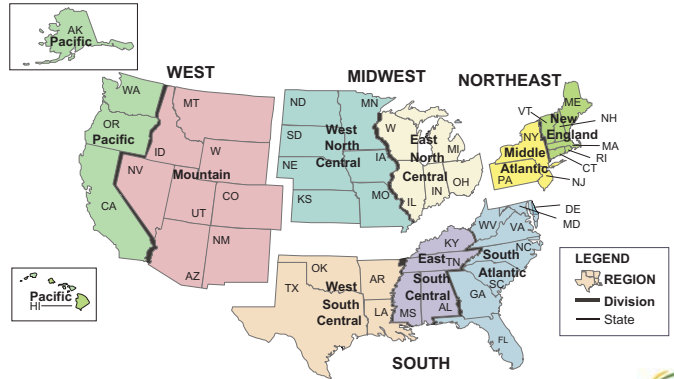 AK
Pacific
WEST
MIDWEST
NORTHEAST
WA
MT
ND
MN
VT
ME
New
England
NH
OR
Pacific
ID
W
SD
West
North
Central
W
East
North
Central
MI
NY
Middle
Atlantic
MA
RI
CT
NV
Mountain
NE
IA
PA
NJ
CA
UT
CO
KS
MO
IL
IN
OH
DE
MD
AZ
NM
KY
WV
VA
NC
OK
AR
East
TN
South
Atlantic
SC
TX
West
South
Central
LA
South
Central
MS
AL
GA
FL
Pacific
HI
SOUTH
LEGEND
REGION
Division
State